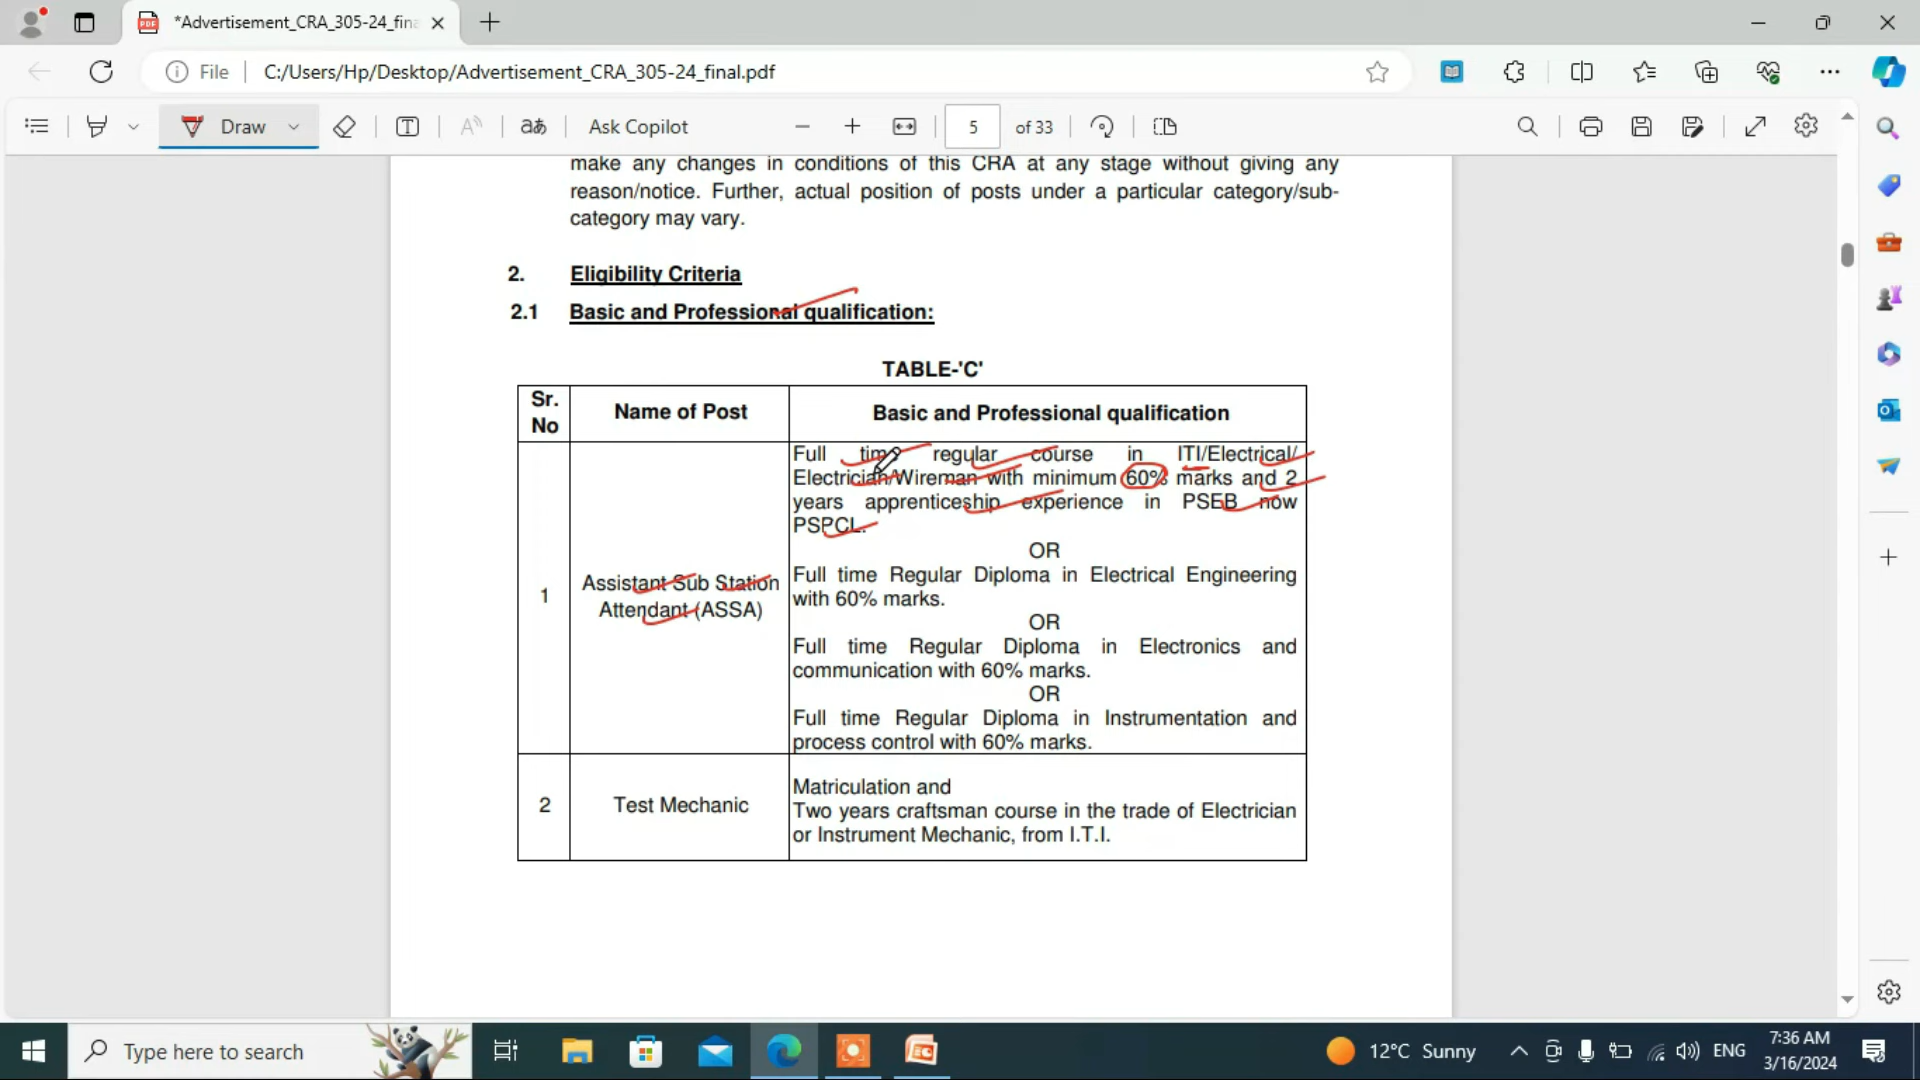 *Advertisement_CRA_305-24_fina
File
C:/Users/Hp/Desktop/Advertisement_CRA_305-24_final.pdf
Draw
Ask Copilot
5
of 33
make any changes in conditions of this CRA at any stage without giving any
reason/notice. Further, actual position of posts under a particular category/sub-
category may vary.
2. Eligibility Criteria
2.1 Basic and Professional qualification:
TABLE-'C'
Sr.
No
Name of Post
Basic and Professional qualification
1
Assistant Sub Station
Attendant (ASSA)
Full time regular course in ITI/Electrical/
Electrician/Wireman with minimum 60% marks and 2
years apprenticeship experience in PSEB now
PSPCL.
OR
Full time Regular Diploma in Electrical Engineering
with 60% marks.
OR
Full time Regular Diploma in Electronics and
communication with 60% marks.
OR
Full time Regular Diploma in Instrumentation and
process control with 60% marks.
2
Test Mechanic
Matriculation and
Two years craftsman course in the trade of Electrician
or Instrument Mechanic, from I.T.I.
Type here to search
12°C Sunny
ENG
7:36 AM
3/16/2024